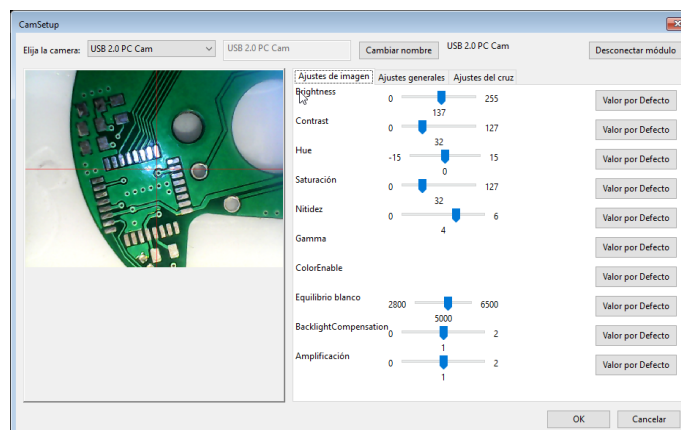 CamSetup
Elija la camera: USB 2.0 PC Cam USB 2.0 PC Cam Cambiar nombre USB 2.0 PC Cam Desconectar módulo
Ajustes de imagen Ajustes generales Ajustes del cruz
Brightness 0 255 Valor por Defecto
137
Contrast 0 127 Valor por Defecto
32
Hue -15 15 Valor por Defecto
0
Saturación 0 127 Valor por Defecto
32
Nitidez 0 6 Valor por Defecto
4
Gamma Valor por Defecto
ColorEnable Valor por Defecto
Equilibrio blanco 2800 6500 Valor por Defecto
5000
BacklightCompensation 0 2 Valor por Defecto
1
Amplificación 0 2 Valor por Defecto
1
OK Cancelar